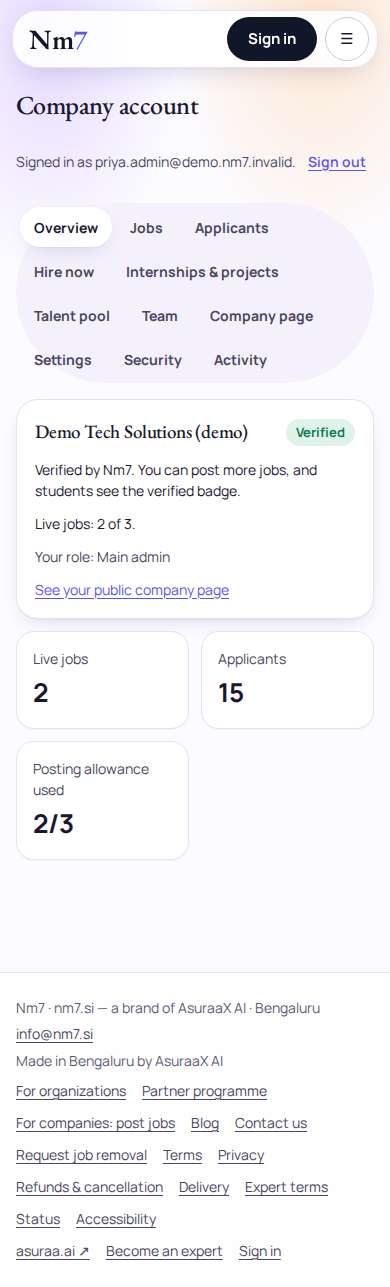 Nm7
Sign in
☰
Company account
Signed in as priya.admin@demo.nm7.invalid. Sign out
Overview Jobs Applicants
Hire now Internships & projects
Talent pool Team Company page
Settings Security Activity
Demo Tech Solutions (demo) Verified
Verified by Nm7. You can post more jobs, and
students see the verified badge.
Live jobs: 2 of 3.
Your role: Main admin
See your public company page
Live jobs
2
Applicants
15
Posting allowance
used
2/3
Nm7 · nm7.si — a brand of AsuraaX AI · Bengaluru
info@nm7.si
Made in Bengaluru by AsuraaX AI
For organizations Partner programme
For companies: post jobs Blog Contact us
Request job removal Terms Privacy
Refunds & cancellation Delivery Expert terms
Status Accessibility
asuraa.ai ↗ Become an expert Sign in